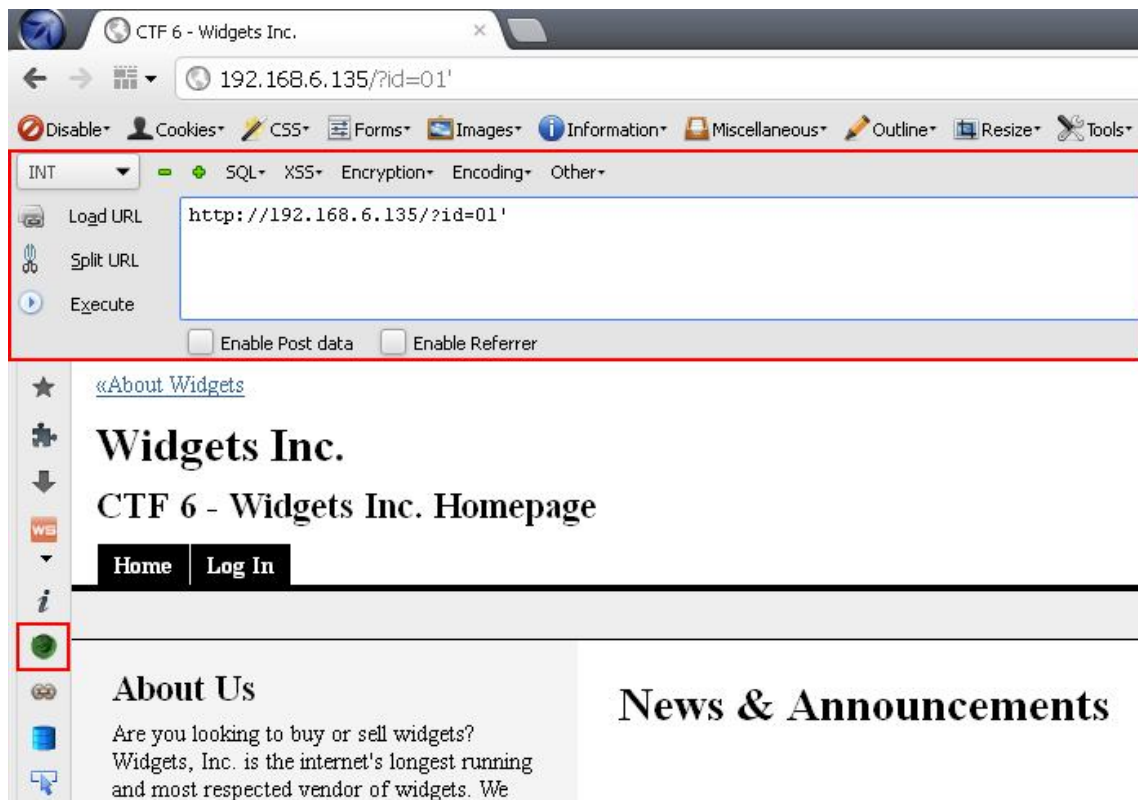 CTF 6 - Widgets Inc.
192.168.6.135/?id=01'
Disable Cookies CSS Forms Images Information Miscellaneous Outline Resize Tools
INT SQL XSS Encryption Encoding Other
Load URL
http://192.168.6.135/?id=01'
Split URL
Execute
Enable Post data Enable Referrer
«About Widgets
Widgets Inc.
CTF 6 - Widgets Inc. Homepage
Home Log In
WS
i
About Us
Are you looking to buy or sell widgets?
Widgets, Inc. is the internet's longest running
and most respected vendor of widgets. We
News & Announcements